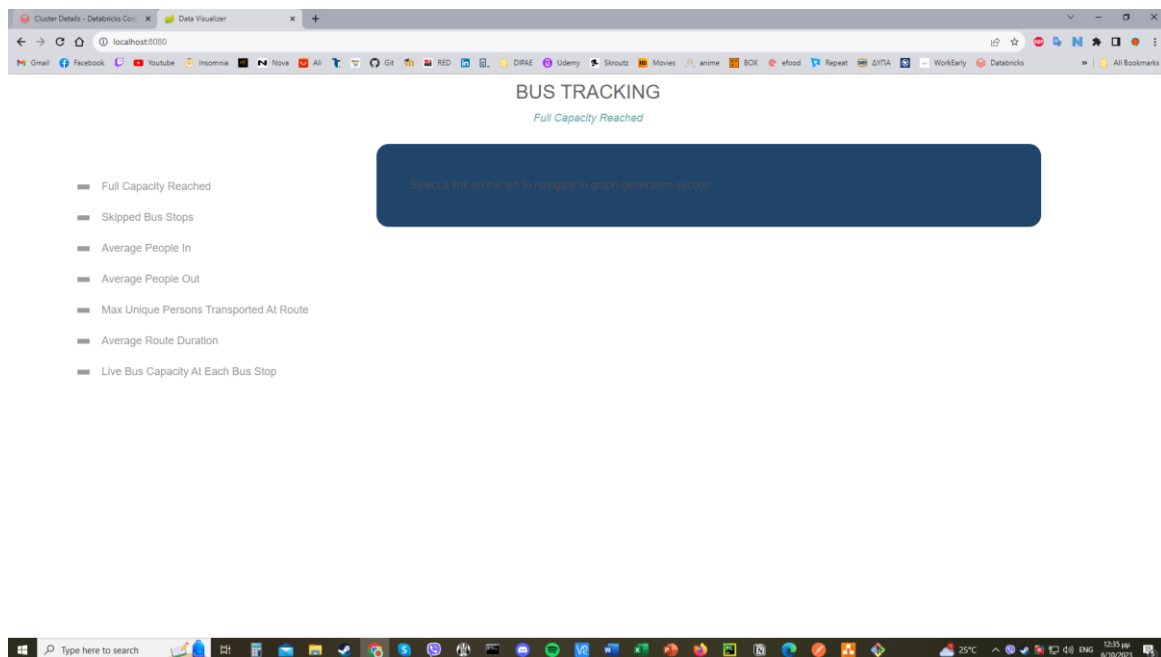 Cluster Details - Databricks Com
Data Visualizer
localhost:8080
Gmail Facebook Youtube Insomnia Nova Ali Git RED DIPAE Udemy Skroutz Movies anime BOX efood Repeat ΔΥΠΑ WorkEarly Databricks » All Bookmarks
BUS TRACKING
Full Capacity Reached
Select a link on the left to navigate to graph generation section
Full Capacity Reached
Skipped Bus Stops
Average People In
Average People Out
Max Unique Persons Transported At Route
Average Route Duration
Live Bus Capacity At Each Bus Stop
Type here to search
25°C ENG 12:35 μμ
6/10/2023